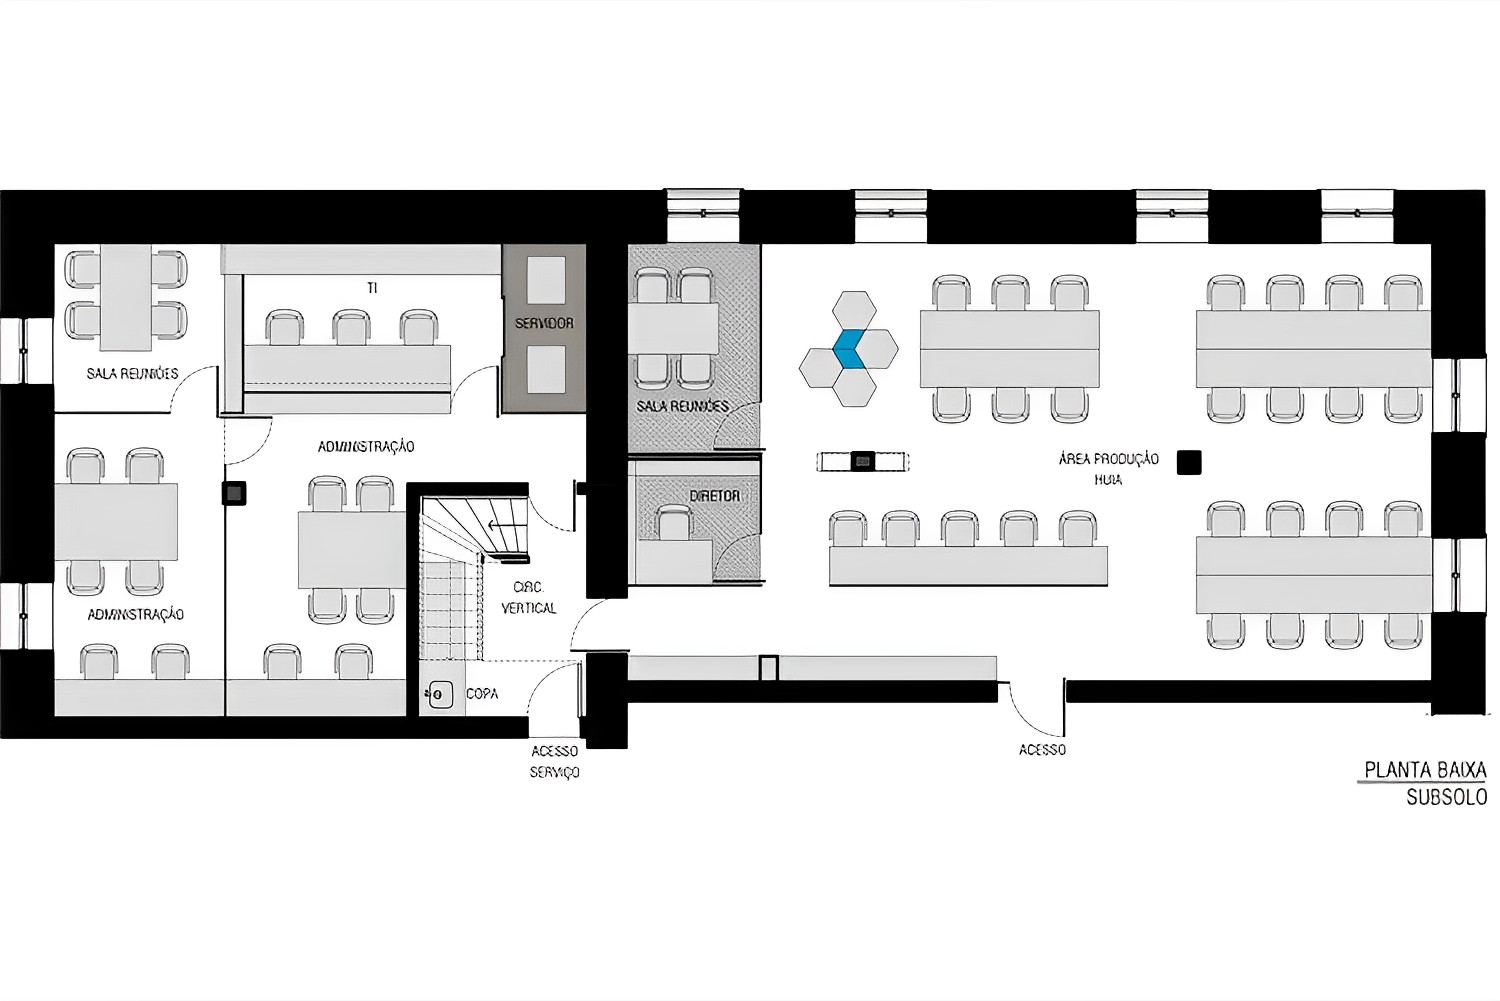 TI
SERVIDOR
SALA REUNIÕES
SALA REUNIÕES
ADMINISTRAÇÃO
ÁREA PRODUÇÃO
HUIA
DIRETOR
CIRC.
VERTICAL
ADMINISTRAÇÃO
COPA
ACESSO
SERVIÇO
ACESSO
PLANTA BAIXA
SUBSOLO